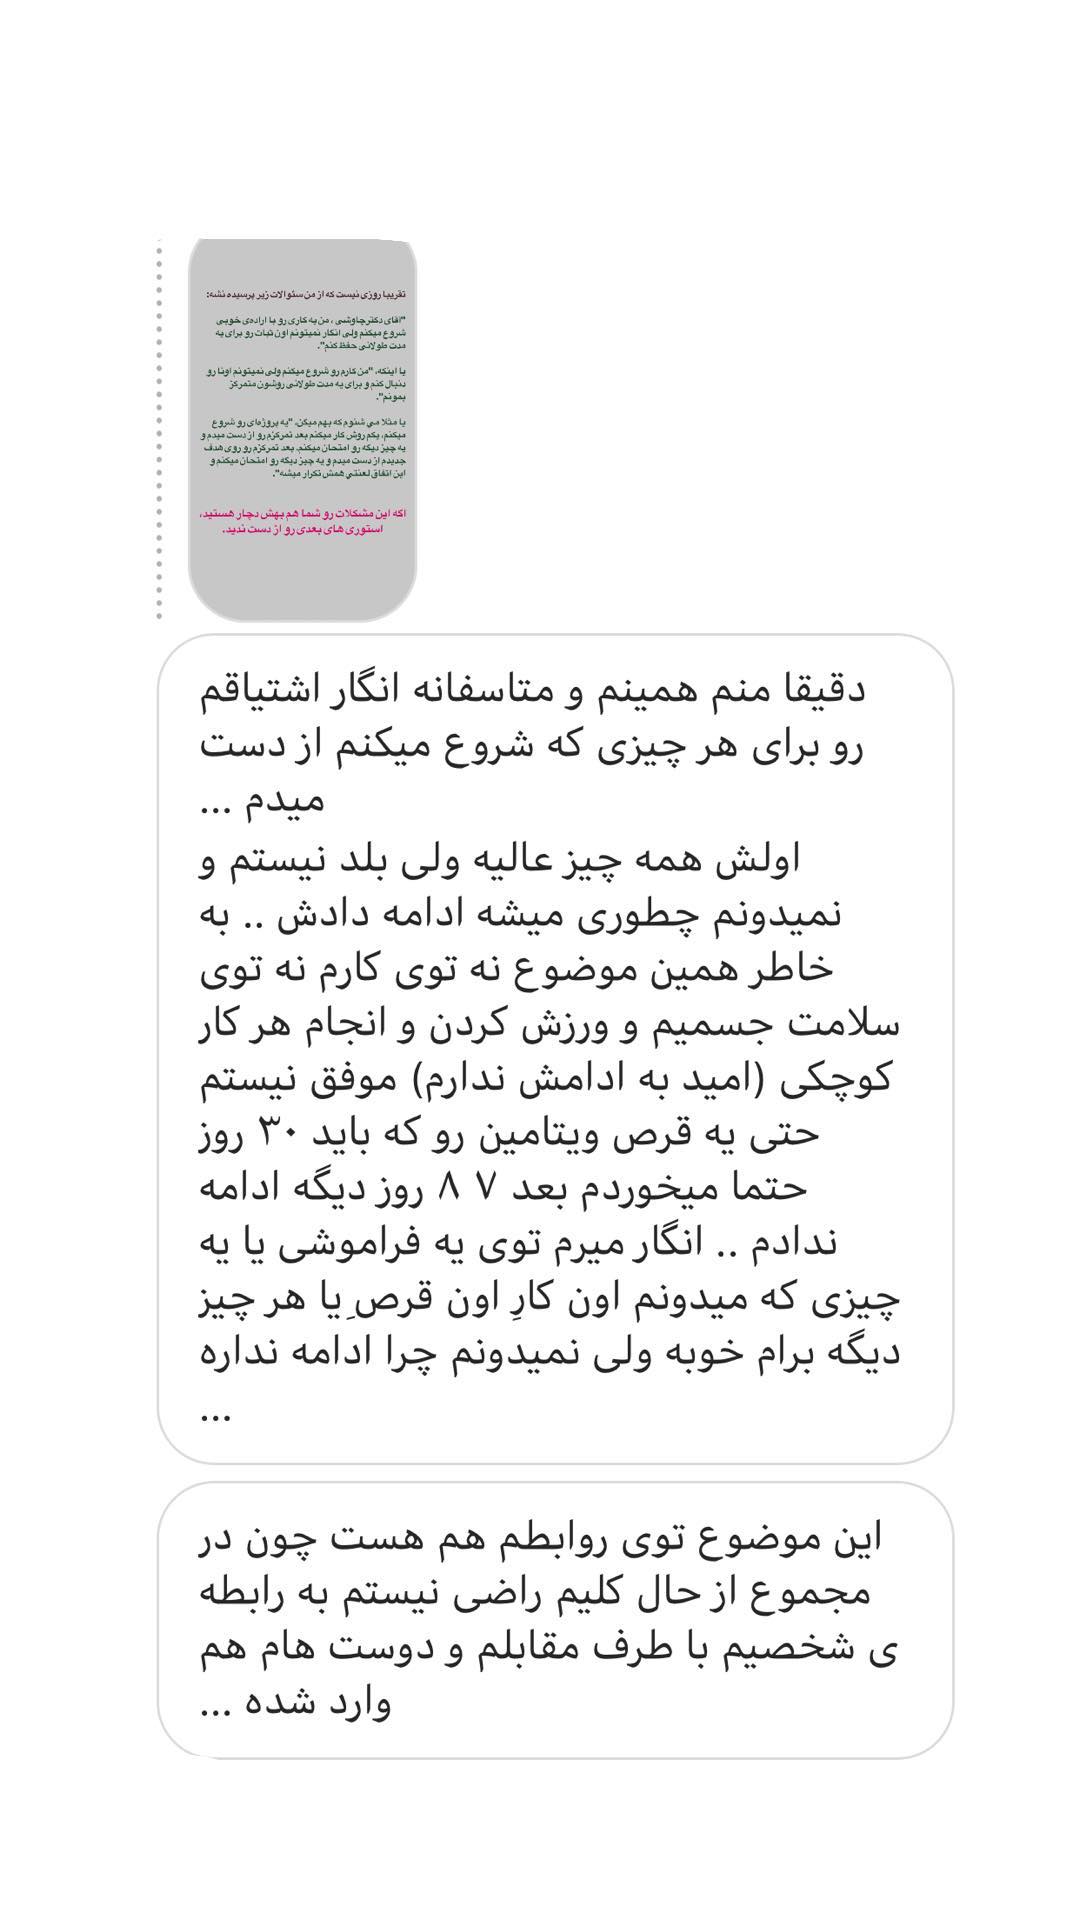 تقریبا روزی نیست که از من سئوالات زیر پرسیده نشه:
"اقای دکترچاوشی ، من یه کاری رو با اراده‌ی خوبی
شروع میکنم ولی انگار نمیتونم اون ثبات رو برای یه
مدت طولانی حفظ کنم".
یا اینکه، "من کارم رو شروع میکنم ولی نمیتونم اونا رو
دنبال کنم و برای یه مدت طولانی روشون متمرکز
بمونم".
یا مثلا می شنوم که بهم میگن، "یه پروژه‌ای رو شروع
میکنم، یکم روش کار میکنم بعد تمرکزم رو از دست میدم و
یه چیز دیگه رو امتحان میکنم، بعد تمرکزم رو روی هدف
جدیدم از دست میدم و یه چیز دیگه رو امتحان میکنم و
این اتفاق لعنتی همش تکرار میشه".
اگه این مشکلات رو شما هم بهش دچار هستید،
استوری های بعدی رو از دست ندید.
دقیقا منم همینم و متاسفانه انگار اشتیاقم
رو برای هر چیزی که شروع میکنم از دست
میدم ...
اولش همه چیز عالیه ولی بلد نیستم و
نمیدونم چطوری میشه ادامه دادش .. به
خاطر همین موضوع نه توی کارم نه توی
سلامت جسمیم و ورزش کردن و انجام هر کار
کوچکی (امید به ادامش ندارم) موفق نیستم
حتی یه قرص ویتامین رو که باید ۳۰ روز
حتما میخوردم بعد ۷ ۸ روز دیگه ادامه
ندادم .. انگار میرم توی یه فراموشی یا یه
چیزی که میدونم اون کارِ اون قرص ِیا هر چیز
دیگه برام خوبه ولی نمیدونم چرا ادامه نداره
...
این موضوع توی روابطم هم هست چون در
مجموع از حال کلیم راضی نیستم به رابطه
ی شخصیم با طرف مقابلم و دوست هام هم
وارد شده ...